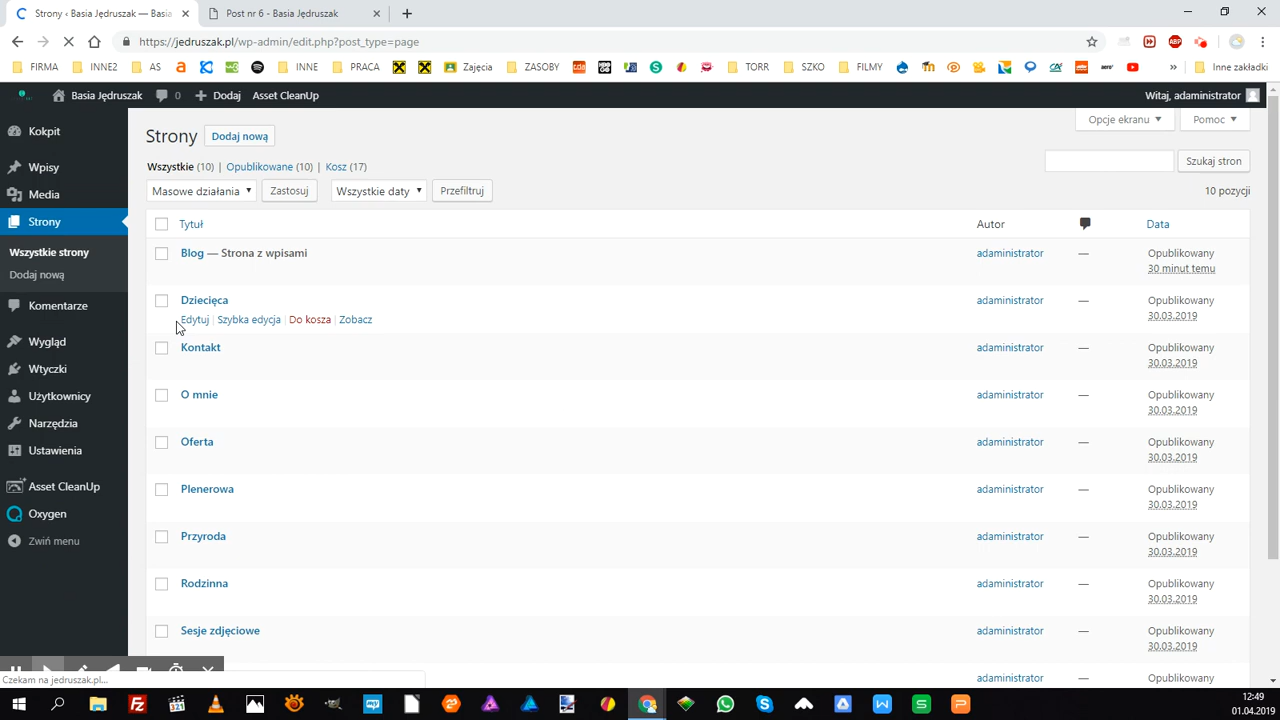 Strony ‹ Basia Jędruszak — Basia
Post nr 6 - Basia Jędruszak
https://jedruszak.pl/wp-admin/edit.php?post_type=page
FIRMA
INNE2
AS
INNE
PRACA
Zajęcia
ZASOBY
TORR
SZKO
FILMY
Inne zakładki
Basia Jędruszak
0
Dodaj
Asset CleanUp
Witaj, adaministrator
Kokpit
Wpisy
Media
Strony
Wszystkie strony
Dodaj nową
Komentarze
Wygląd
Wtyczki
Użytkownicy
Narzędzia
Ustawienia
Asset CleanUp
Oxygen
Zwiń menu
Opcje ekranu
Pomoc
Strony
Dodaj nową
Wszystkie (10) | Opublikowane (10) | Kosz (17)
Szukaj stron
Masowe działania
Zastosuj
Wszystkie daty
Przefiltruj
10 pozycji
Tytuł
Autor
Data
Blog — Strona z wpisami
adaministrator
—
Opublikowany
30 minut temu
Dziecięca
adaministrator
—
Opublikowany
30.03.2019
Edytuj | Szybka edycja | Do kosza | Zobacz
Kontakt
adaministrator
—
Opublikowany
30.03.2019
O mnie
adaministrator
—
Opublikowany
30.03.2019
Oferta
adaministrator
—
Opublikowany
30.03.2019
Plenerowa
adaministrator
—
Opublikowany
30.03.2019
Przyroda
adaministrator
—
Opublikowany
30.03.2019
Rodzinna
adaministrator
—
Opublikowany
30.03.2019
Sesje zdjęciowe
adaministrator
—
Opublikowany
30.03.2019
adaministrator
—
Opublikowany
Czekam na jedruszak.pl...
12:49
01.04.2019